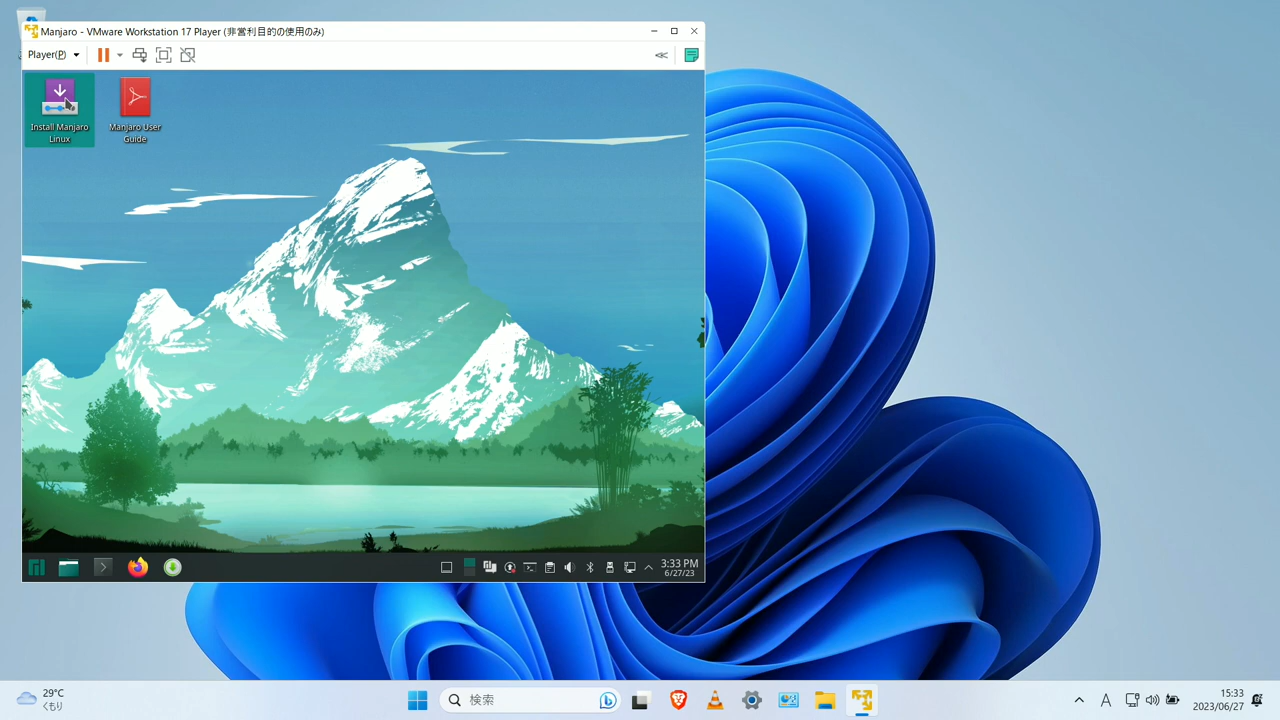 Manjaro - VMware Workstation 17 Player (非営利目的の使用のみ)
Player(P)
Install Manjaro
Linux
Manjaro User
Guide
3:33 PM
6/27/23
29°C
くもり
検索
A
15:33
2023/06/27